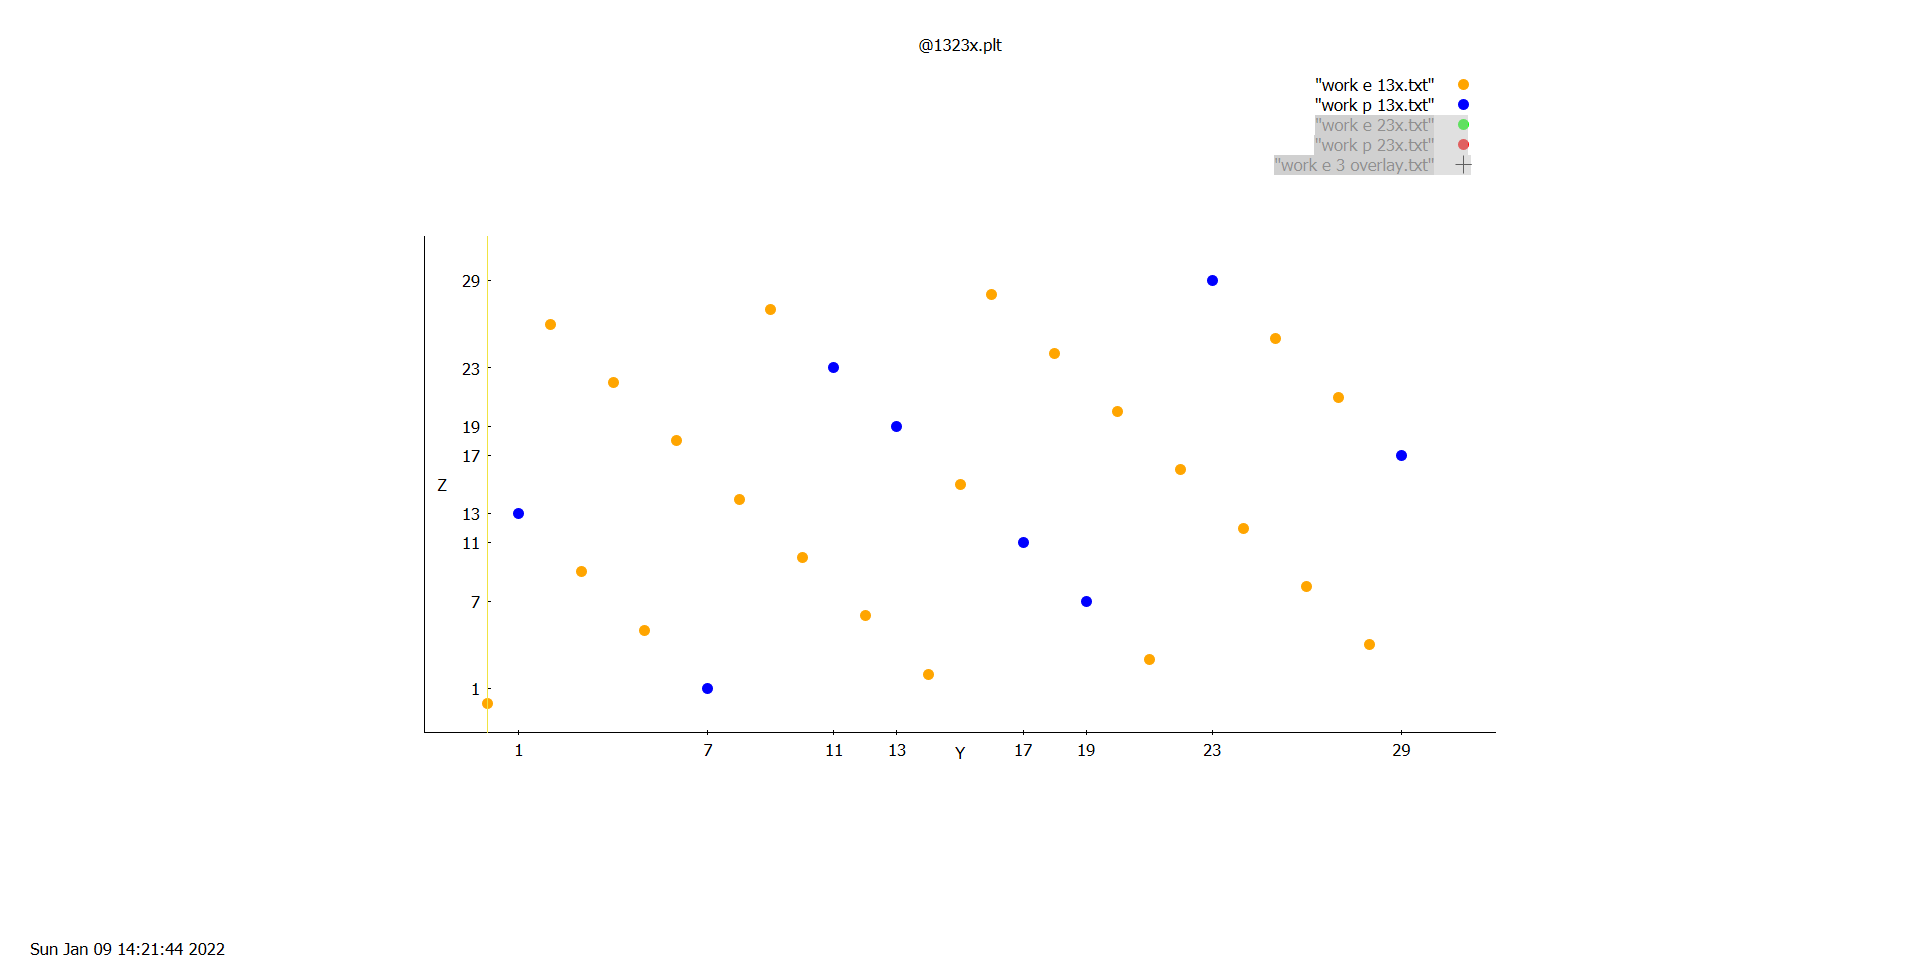 @1323x.plt
"work e 13x.txt"
"work p 13x.txt"
"work e 23x.txt"
"work p 23x.txt"
"work e 3 overlay.txt"
29
23
19
17
Z
13
11
7
1
1 7 11 13 Y 17 19 23 29
Sun Jan 09 14:21:44 2022